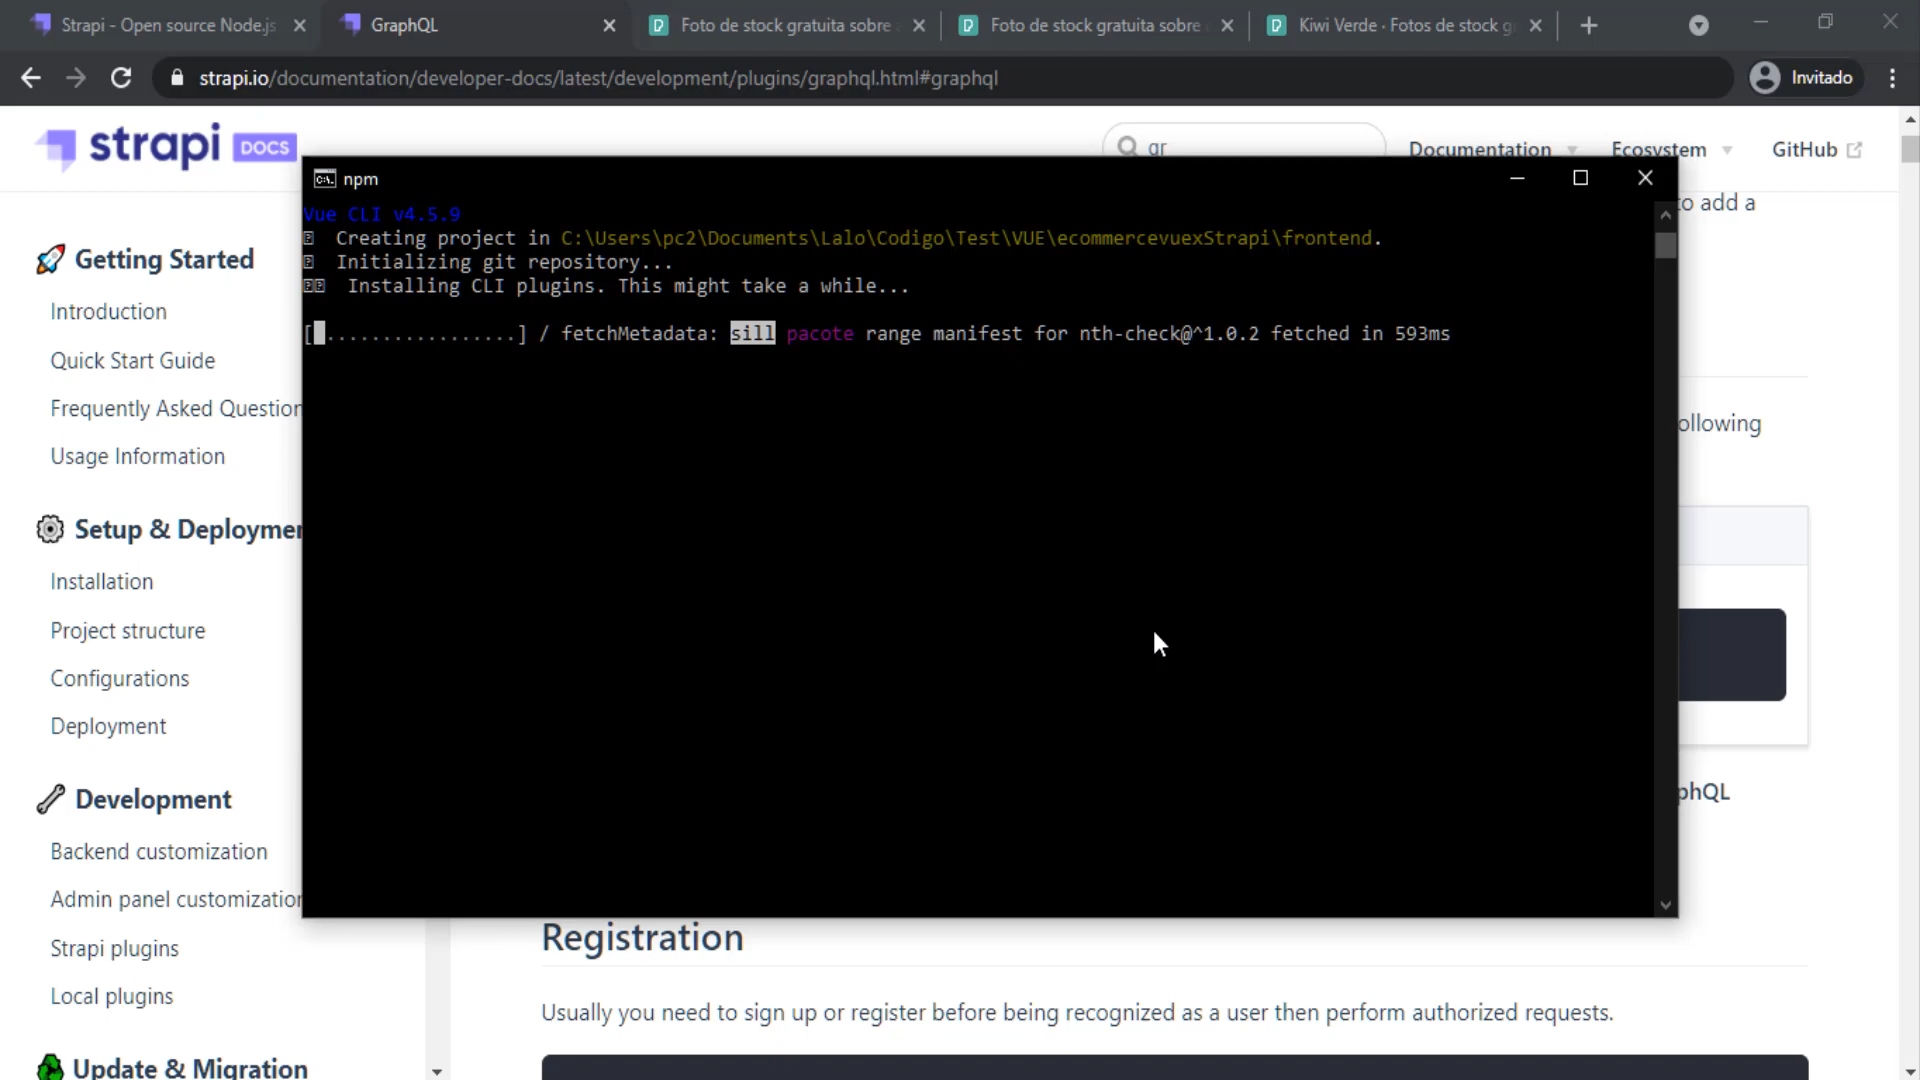 Strapi - Open source Node.js
GraphQL
Foto de stock gratuita sobre a
Foto de stock gratuita sobre
Kiwi Verde · Fotos de stock g
strapi.io/documentation/developer-docs/latest/development/plugins/graphql.html#graphql
Invitado
strapi DOCS
gr
Documentation
Ecosystem
GitHub
to add a
npm
Vue CLI v4.5.9
Creating project in C:\Users\pc2\Documents\Lalo\Codigo\Test\VUE\ecommercevuexStrapi\frontend.
Initializing git repository...
Installing CLI plugins. This might take a while...
[ .................] / fetchMetadata: sill pacote range manifest for nth-check@^1.0.2 fetched in 593ms
Getting Started
Introduction
Quick Start Guide
Frequently Asked Question
Usage Information
Setup & Deploymen
Installation
Project structure
Configurations
Deployment
Development
Backend customization
Admin panel customization
Strapi plugins
Local plugins
Update & Migration
ollowing
phQL
Registration
Usually you need to sign up or register before being recognized as a user then perform authorized requests.